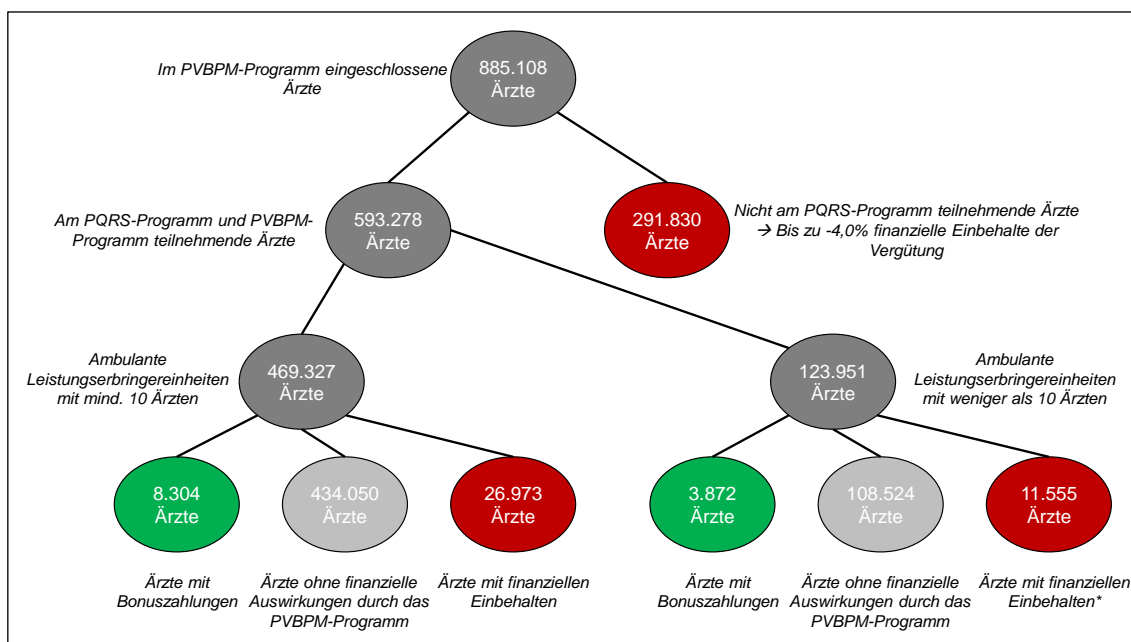 Im PVBPM-Programm eingeschlossene
Ärzte
885.108
Ärzte
Am PQRS-Programm und PVBPM-
Programm teilnehmende Ärzte
593.278
Ärzte
291.830
Ärzte
Nicht am PQRS-Programm teilnehmende Ärzte
→ Bis zu -4,0% finanzielle Einbehalte der
Vergütung
Ambulante
Leistungserbringereinheiten
mit mind. 10 Ärzten
469.327
Ärzte
123.951
Ärzte
Ambulante
Leistungserbringereinheiten
mit weniger als 10 Ärzten
8.304
Ärzte
434.050
Ärzte
26.973
Ärzte
3.872
Ärzte
108.524
Ärzte
11.555
Ärzte
Ärzte mit
Bonuszahlungen
Ärzte ohne finanzielle
Auswirkungen durch das
PVBPM-Programm
Ärzte mit finanziellen
Einbehalten
Ärzte mit
Bonuszahlungen
Ärzte ohne finanzielle
Auswirkungen durch das
PVBPM-Programm
Ärzte mit finanziellen
Einbehalten*